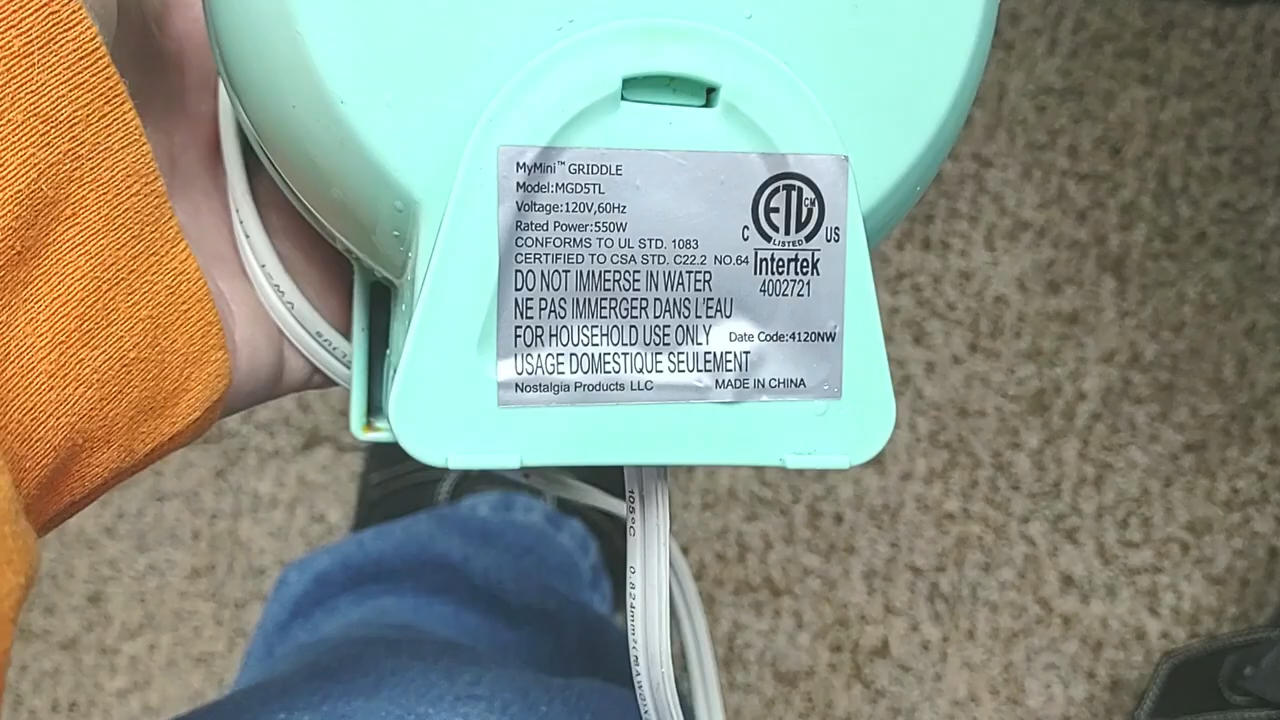 MyMini™ GRIDDLE
Model:MGD5TL
Voltage:120V,60Hz
Rated Power:550W
CONFORMS TO UL STD. 1083
CERTIFIED TO CSA STD. C22.2 NO.64
DO NOT IMMERSE IN WATER
NE PAS IMMERGER DANS L'EAU
FOR HOUSEHOLD USE ONLY Date Code:4120NW
USAGE DOMESTIQUE SEULEMENT
Nostalgia Products LLC MADE IN CHINA
ETL CM
LISTED
C US
Intertek
4002721
105°C 0.824mm²